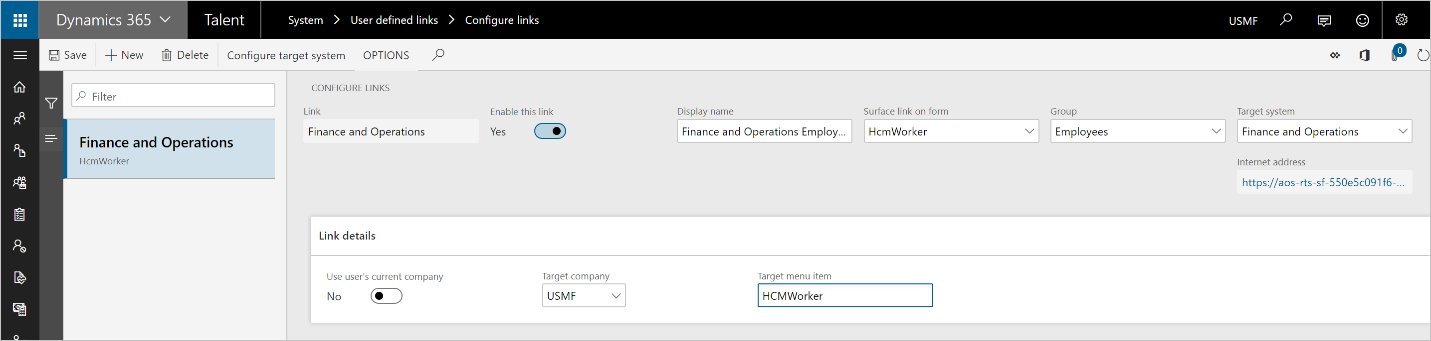 Dynamics 365 Talent System > User defined links > Configure links USMF
Save + New Delete Configure target system OPTIONS 0
CONFIGURE LINKS
Filter
Link Enable this link Display name Surface link on form Group Target system
Finance and Operations Yes Finance and Operations Employ... HcmWorker Employees Finance and Operations
Finance and Operations
HcmWorker
Internet address
https://aos-rts-sf-550e5c091f6-...
Link details
Use user's current company Target company Target menu item
No USMF HCMWorker